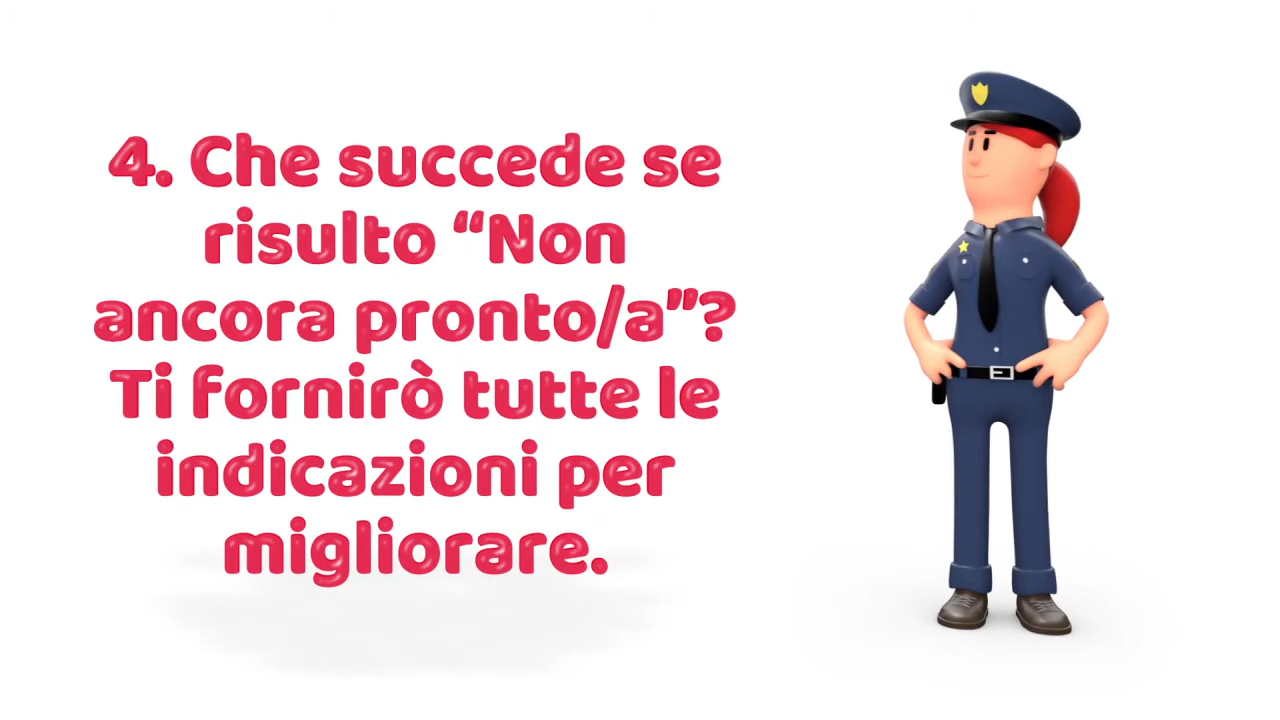 4. Che succede se
risulto “Non
ancora pronto/a”?
Ti fornirò tutte le
indicazioni per
migliorare.